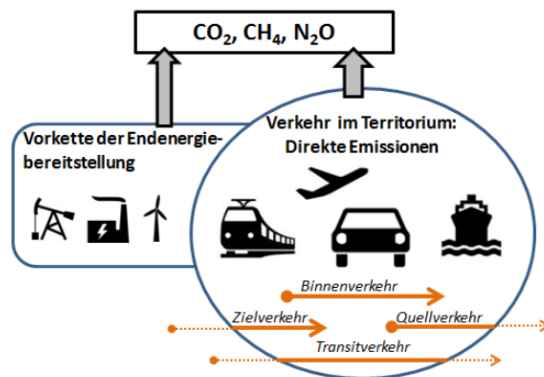 CO₂, CH₄, N₂O
Vorkette der Endenergie-
bereitstellung
Verkehr im Territorium:
Direkte Emissionen
Binnenverkehr
Zielverkehr
Quellverkehr
Transitverkehr